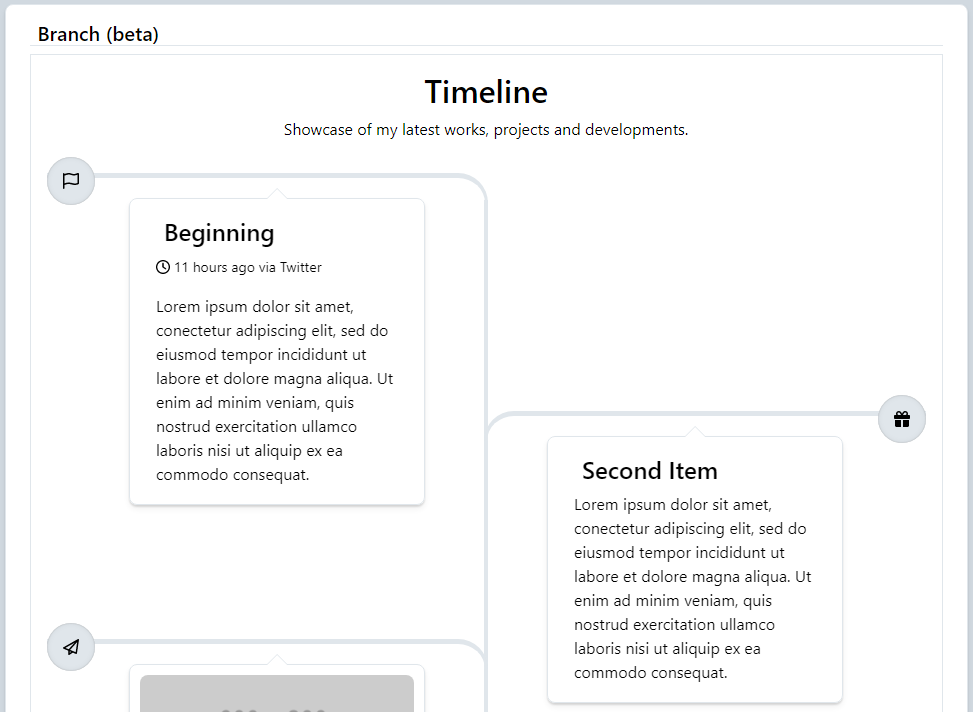 Branch (beta)
Timeline
Showcase of my latest works, projects and developments.
Beginning
11 hours ago via Twitter
Lorem ipsum dolor sit amet,
conectetur adipiscing elit, sed do
eiusmod tempor incididunt ut
labore et dolore magna aliqua. Ut
enim ad minim veniam, quis
nostrud exercitation ullamco
laboris nisi ut aliquip ex ea
commodo consequat.
Second Item
Lorem ipsum dolor sit amet,
conectetur adipiscing elit, sed do
eiusmod tempor incididunt ut
labore et dolore magna aliqua. Ut
enim ad minim veniam, quis
nostrud exercitation ullamco
laboris nisi ut aliquip ex ea
commodo consequat.